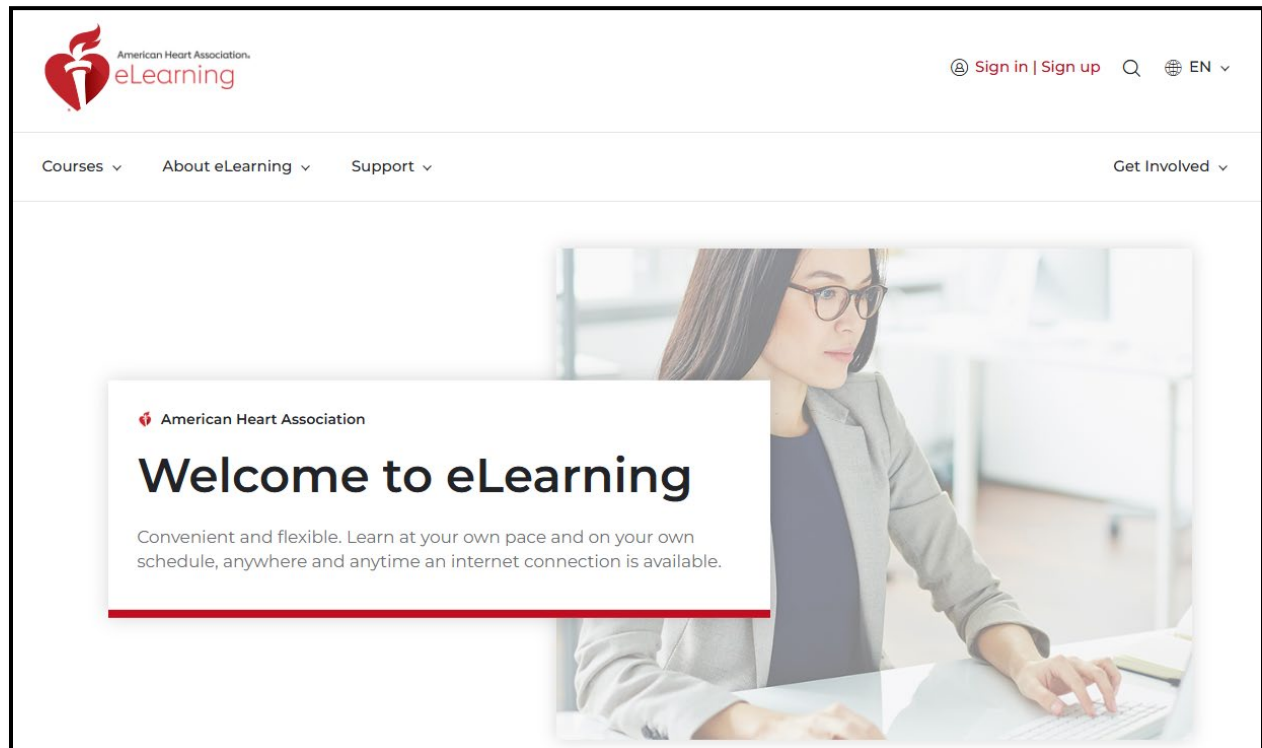 American Heart Association.
eLearning
Sign in | Sign up
EN
Courses
About eLearning
Support
Get Involved
American Heart Association
Welcome to eLearning
Convenient and flexible. Learn at your own pace and on your own
schedule, anywhere and anytime an internet connection is available.